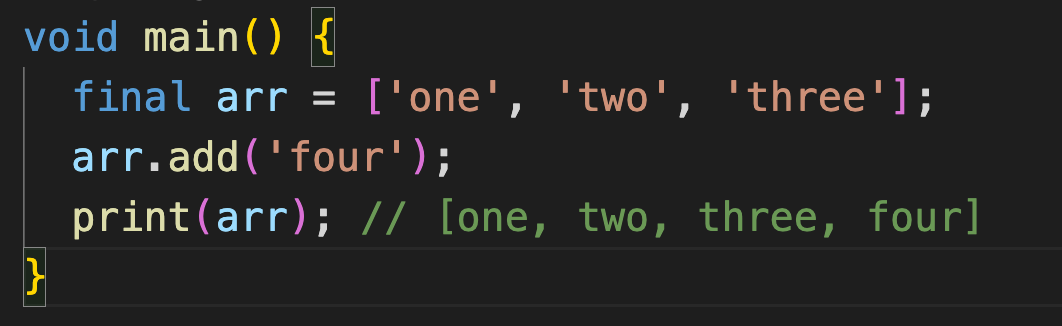 void main() {
  final arr = ['one', 'two', 'three'];
  arr.add('four');
  print(arr); // [one, two, three, four]
}